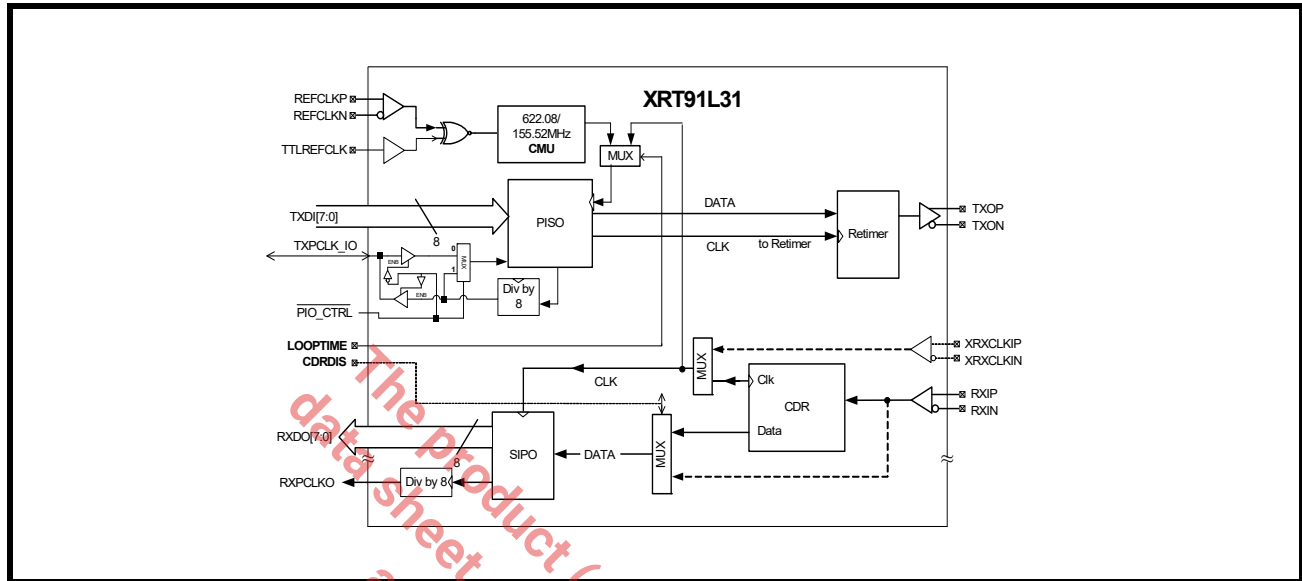 XRT91L31
REFCLKP
REFCLKN
TTLREFCLK
622.08/
155.52MHz
CMU
MUX
TXDI[7:0]
8
PISO
DATA
CLK
to Retimer
Retimer
TXOP
TXON
TXPCLK_IO
ENB
ENB
0
1
MUX
Div by
8
PIO_CTRL
LOOPTIME
CDRDIS
XRXCLKIP
XRXCLKIN
MUX
CLK
Clk
CDR
Data
RXIP
RXIN
RXDO[7:0]
8
SIPO
DATA
MUX
RXPCLKO
Div by 8
The product (
data sheet
a